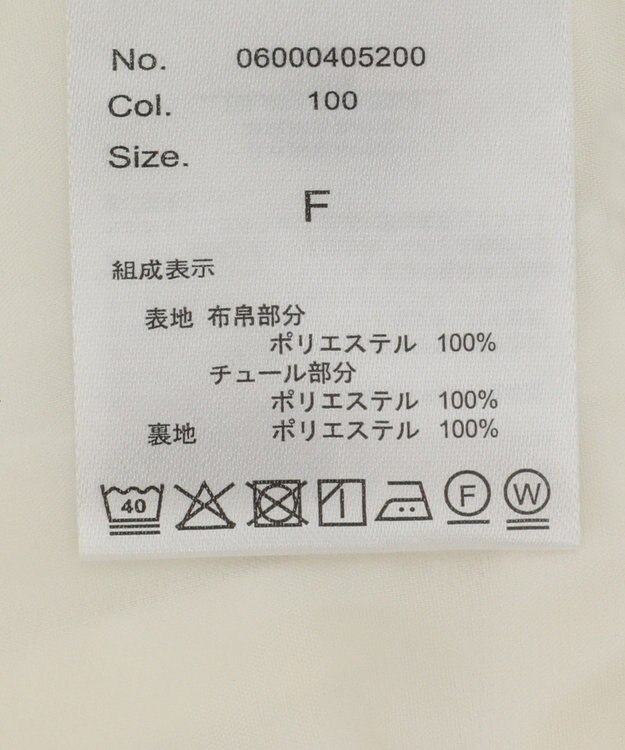 No. 06000405200
Col. 100
Size.
F
組成表示
表地 布帛部分
ポリエステル 100%
チュール部分
ポリエステル 100%
裏地 ポリエステル 100%
40 F W